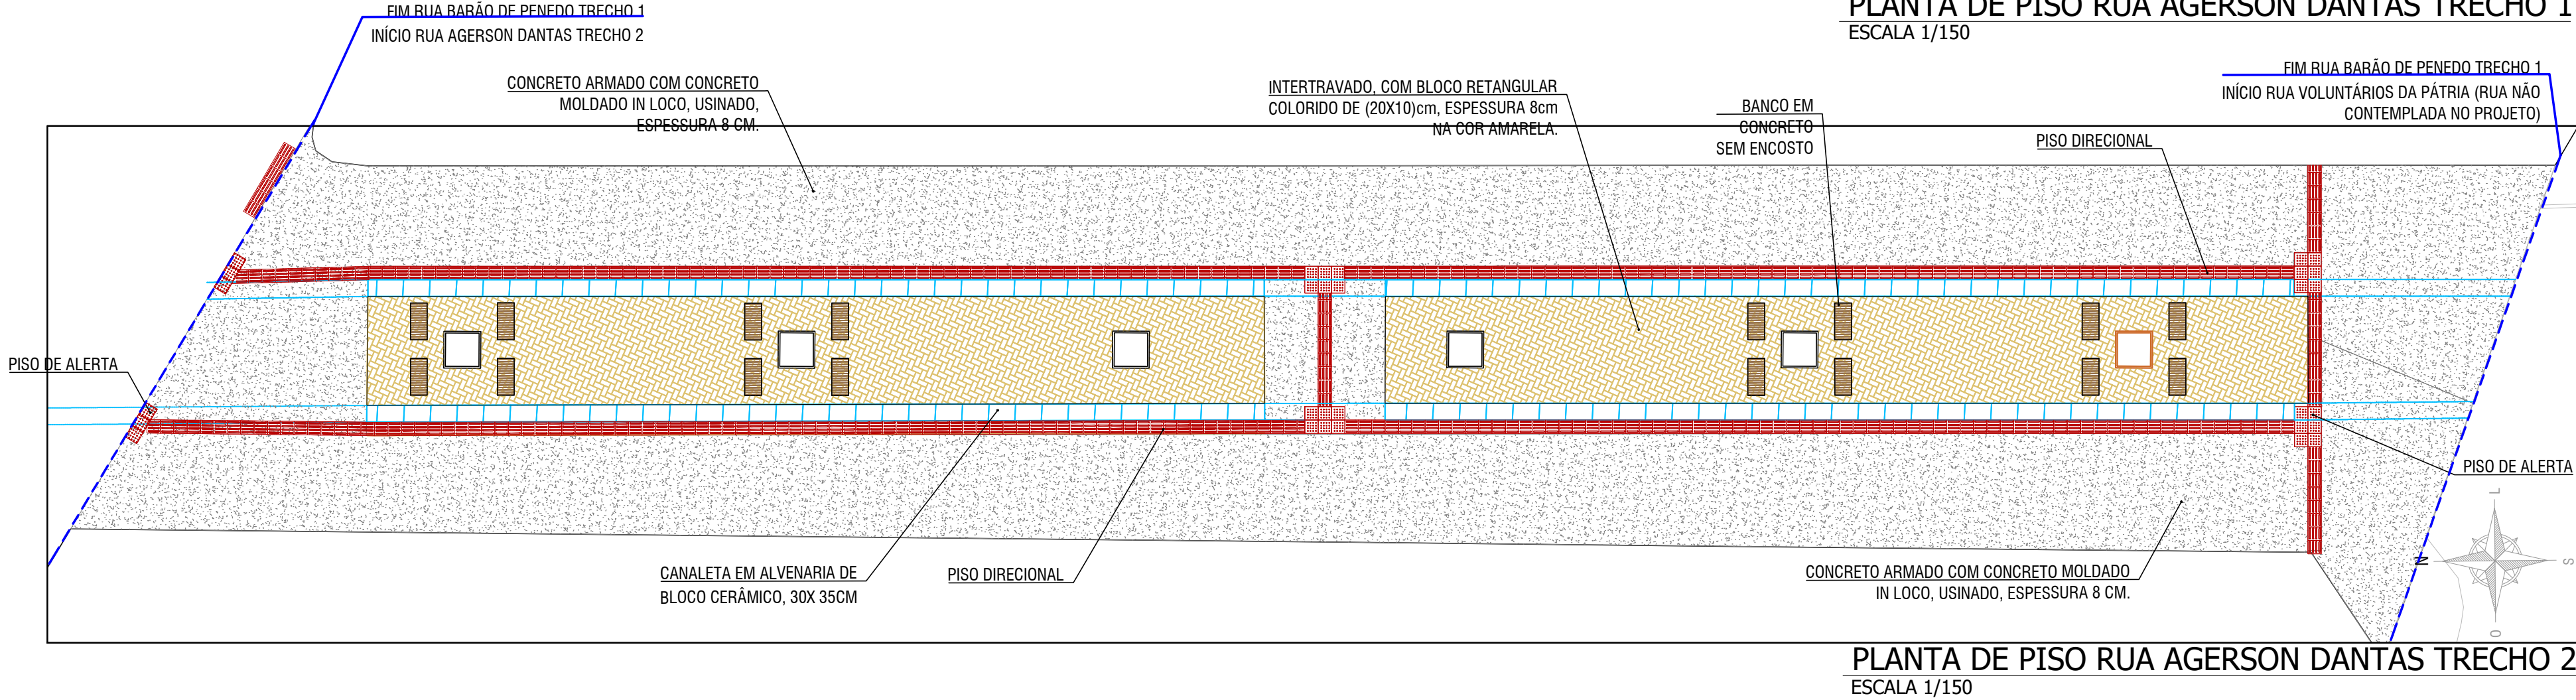 PLANTA DE PISO RUA AGERSON DANTAS TRECHO 1
ESCALA 1/150
FIM RUA BARÃO DE PENEDO TRECHO 1
INÍCIO RUA AGERSON DANTAS TRECHO 2
CONCRETO ARMADO COM CONCRETO
MOLDADO IN LOCO, USINADO,
ESPESSURA 8 CM.
INTERTRAVADO, COM BLOCO RETANGULAR
COLORIDO DE (20X10)cm, ESPESSURA 8cm
NA COR AMARELA.
BANCO EM
CONCRETO
SEM ENCOSTO
PISO DIRECIONAL
FIM RUA BARÃO DE PENEDO TRECHO 1
INÍCIO RUA VOLUNTÁRIOS DA PÁTRIA (RUA NÃO
CONTEMPLADA NO PROJETO)
PISO DE ALERTA
PISO DE ALERTA
CANALETA EM ALVENARIA DE
BLOCO CERÂMICO, 30X 35CM
PISO DIRECIONAL
CONCRETO ARMADO COM CONCRETO MOLDADO
IN LOCO, USINADO, ESPESSURA 8 CM.
L
N
S
O
PLANTA DE PISO RUA AGERSON DANTAS TRECHO 2
ESCALA 1/150